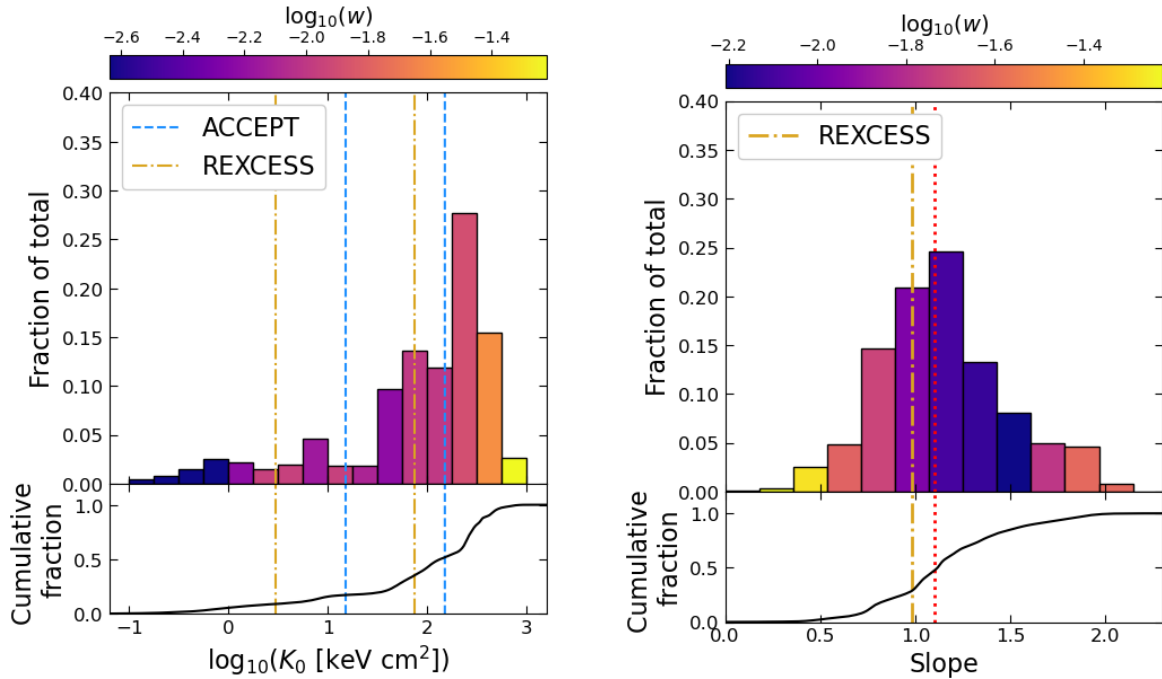 log₁₀(w)
−2.6 −2.4 −2.2 −2.0 −1.8 −1.6 −1.4
0.40
0.35
0.30
0.25
0.20
0.15
0.10
0.05
0.00
Fraction of total
ACCEPT
REXCESS
1.0
0.5
0.0
Cumulative
fraction
−1 0 1 2 3
log₁₀(K₀ [keV cm²])
log₁₀(w)
−2.2 −2.0 −1.8 −1.6 −1.4
0.40
0.35
0.30
0.25
0.20
0.15
0.10
0.05
0.00
Fraction of total
REXCESS
1.0
0.5
0.0
Cumulative
fraction
0.0 0.5 1.0 1.5 2.0
Slope